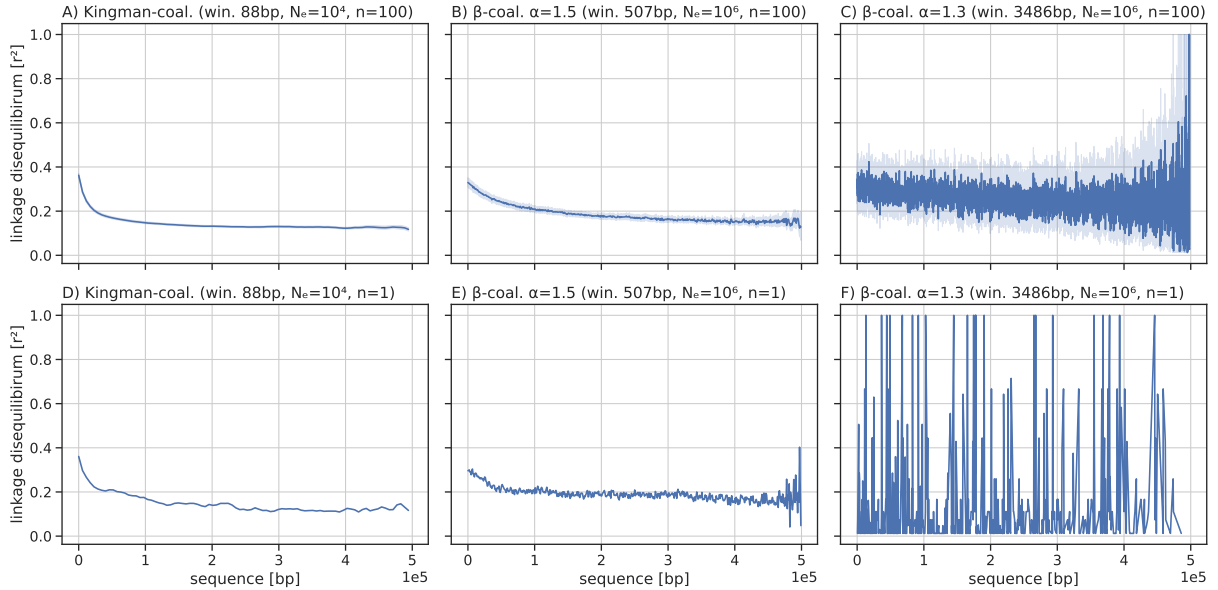 A) Kingman-coal. (win. 88bp, Nₑ=10⁴, n=100)
B) β-coal. α=1.5 (win. 507bp, Nₑ=10⁶, n=100)
C) β-coal. α=1.3 (win. 3486bp, Nₑ=10⁶, n=100)
linkage disequilibirum [r²]
1.0
0.8
0.6
0.4
0.2
0.0
D) Kingman-coal. (win. 88bp, Nₑ=10⁴, n=1)
E) β-coal. α=1.5 (win. 507bp, Nₑ=10⁶, n=1)
F) β-coal. α=1.3 (win. 3486bp, Nₑ=10⁶, n=1)
linkage disequilibirum [r²]
1.0
0.8
0.6
0.4
0.2
0.0
0 1 2 3 4 5
1e5
sequence [bp]
0 1 2 3 4 5
1e5
sequence [bp]
0 1 2 3 4 5
1e5
sequence [bp]